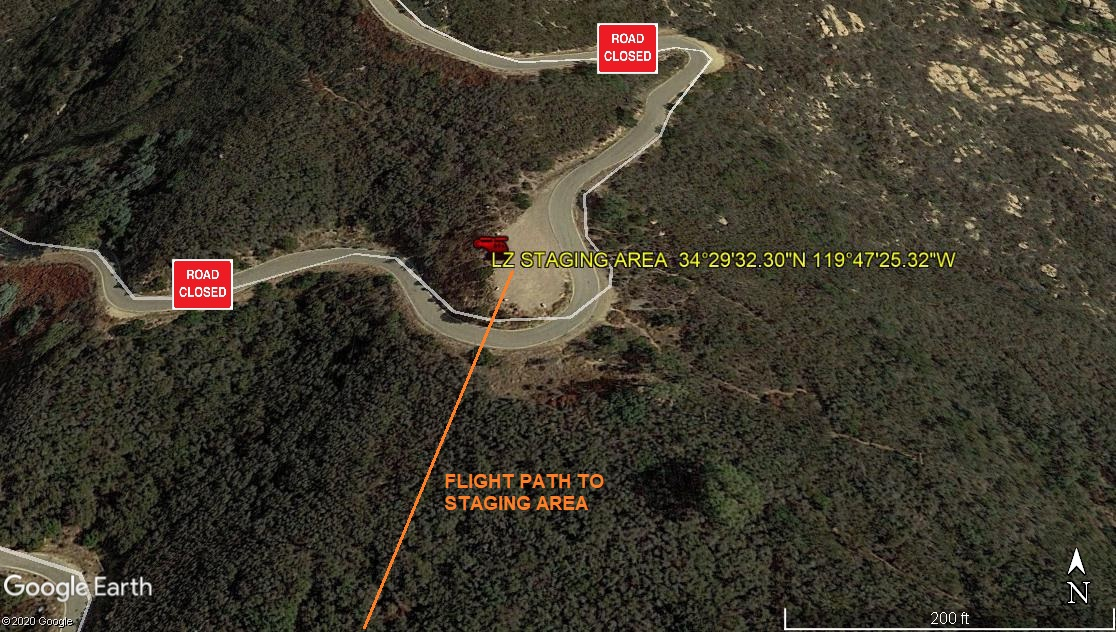 ROAD
CLOSED
LZ STAGING AREA  34°29'32.30"N 119°47'25.32"W
ROAD
CLOSED
FLIGHT PATH TO
STAGING AREA
Google Earth
©2020 Google
N
200 ft